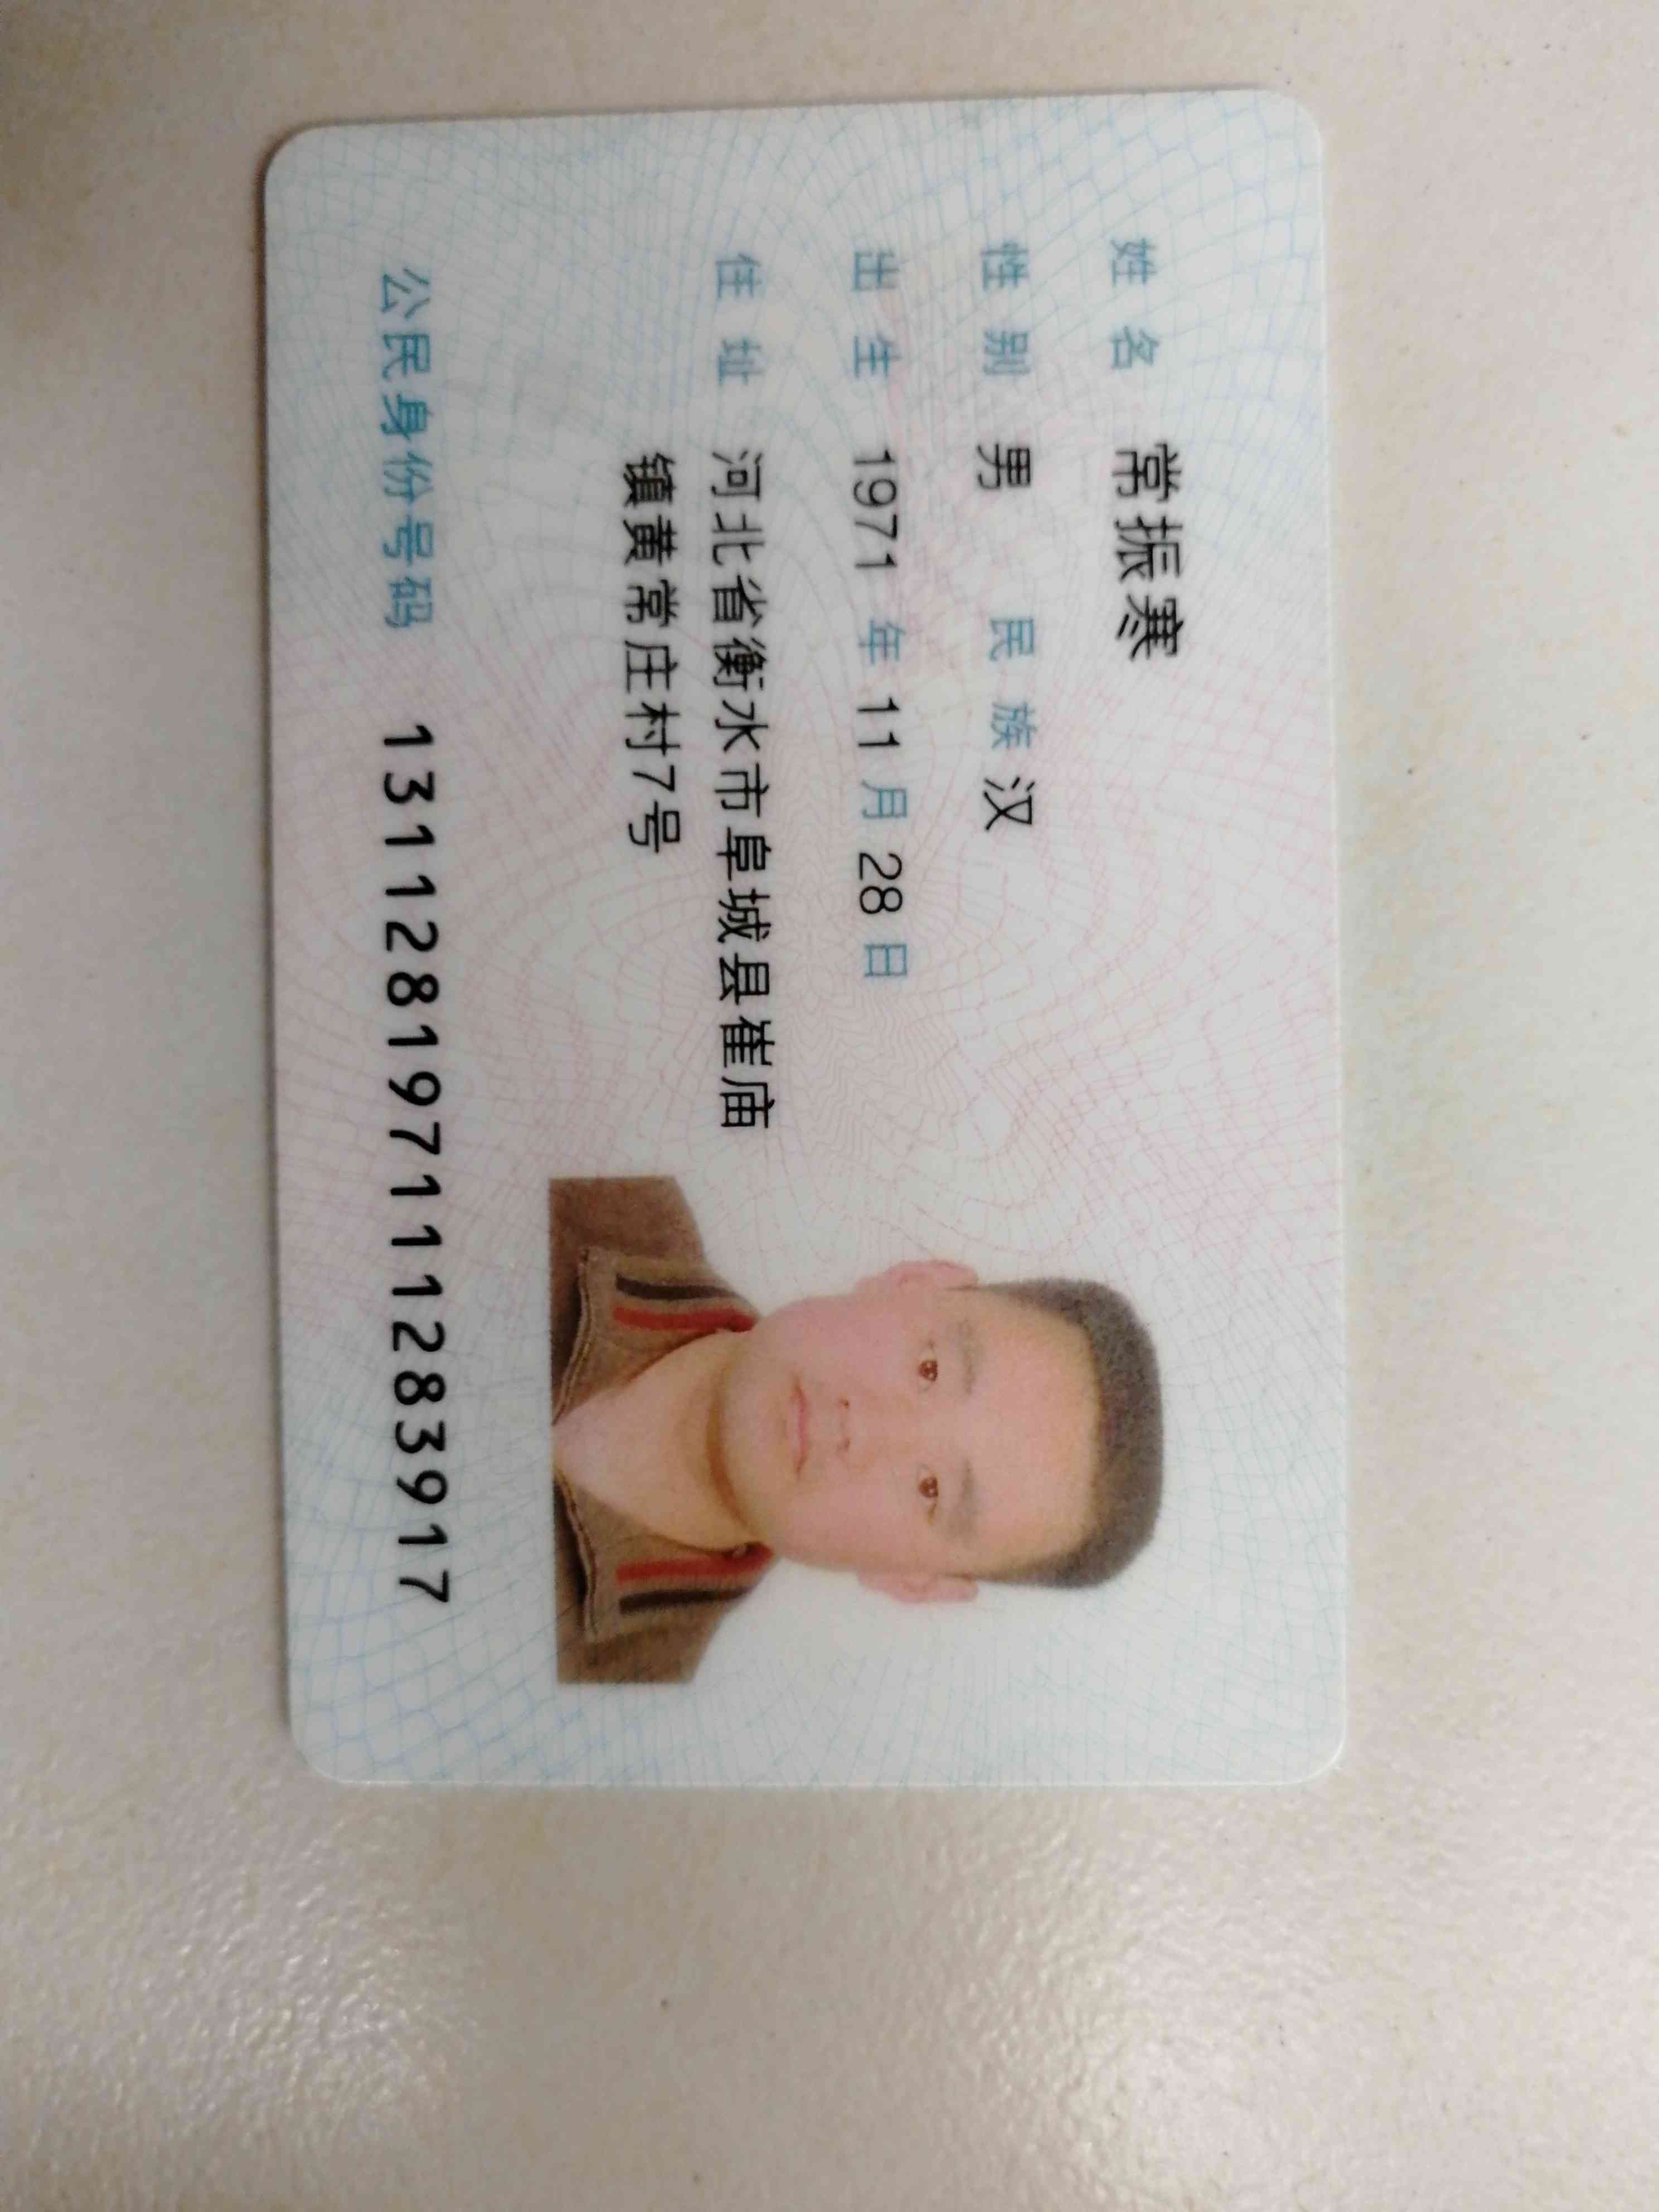 姓名 常振寒
性别 男 民族 汉
出生 1971 年 11 月 28 日
住址 河北省衡水市阜城县崔庙
镇黄常庄村7号
公民身份号码 131128197111283917